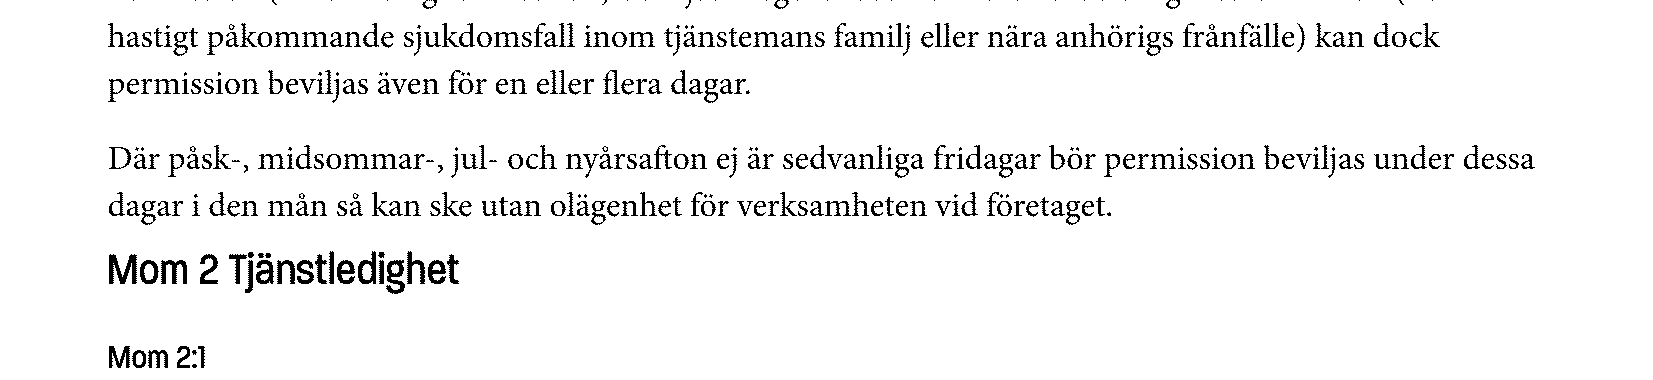 hastigt påkommande sjukdomsfall inom tjänstemans familj eller nära anhörigs frånfälle) kan dock
permission beviljas även för en eller flera dagar.
Där påsk-, midsommar-, jul- och nyårsafton ej är sedvanliga fridagar bör permission beviljas under dessa
dagar i den mån så kan ske utan olägenhet för verksamheten vid företaget.
Mom 2 Tjänstledighet
Mom 2:1